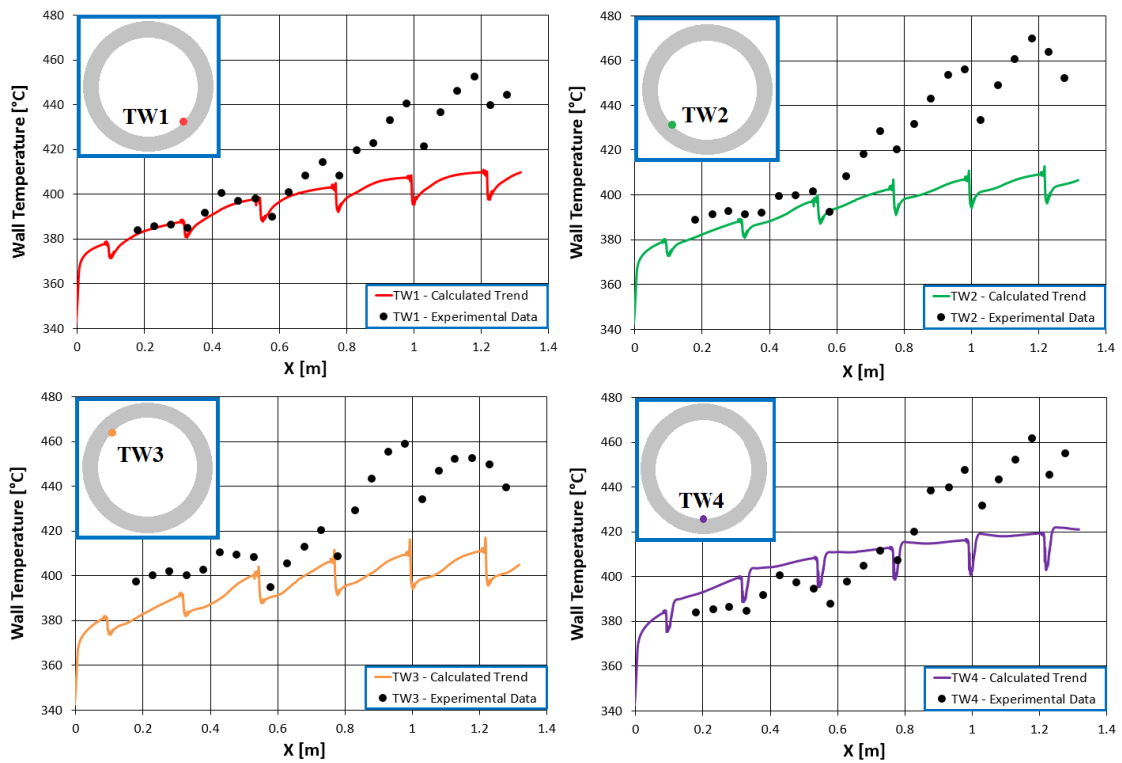 480
460
440
420
400
380
360
340
Wall Temperature [°C]
TW1
TW1 - Calculated Trend
TW1 - Experimental Data
0 0.2 0.4 0.6 0.8 1 1.2 1.4
X [m]
480
460
440
420
400
380
360
340
Wall Temperature [°C]
TW2
TW2 - Calculated Trend
TW2 - Experimental Data
0 0.2 0.4 0.6 0.8 1 1.2 1.4
X [m]
480
460
440
420
400
380
360
340
Wall Temperature [°C]
TW3
TW3 - Calculated Trend
TW3 - Experimental Data
0 0.2 0.4 0.6 0.8 1 1.2 1.4
X [m]
480
460
440
420
400
380
360
340
Wall Temperature [°C]
TW4
TW4 - Calculated Trend
TW4 - Experimental Data
0 0.2 0.4 0.6 0.8 1 1.2 1.4
X [m]